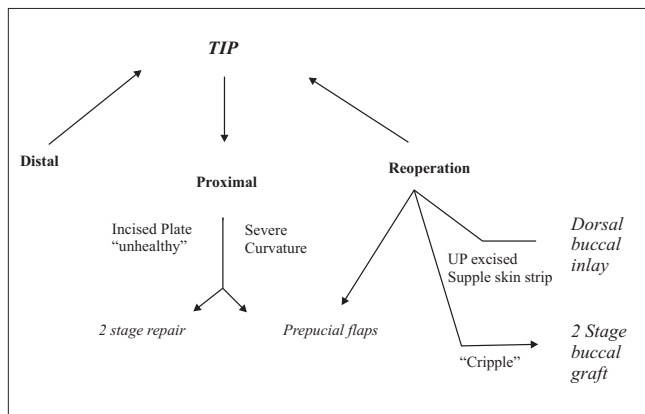 TIP
Distal
Reoperation
Proximal
Incised Plate
“unhealthy”
Severe
Curvature
UP excised
Supple skin strip
Dorsal
buccal
inlay
2 stage repair
Prepucial flaps
“Cripple”
2 Stage
buccal
graft